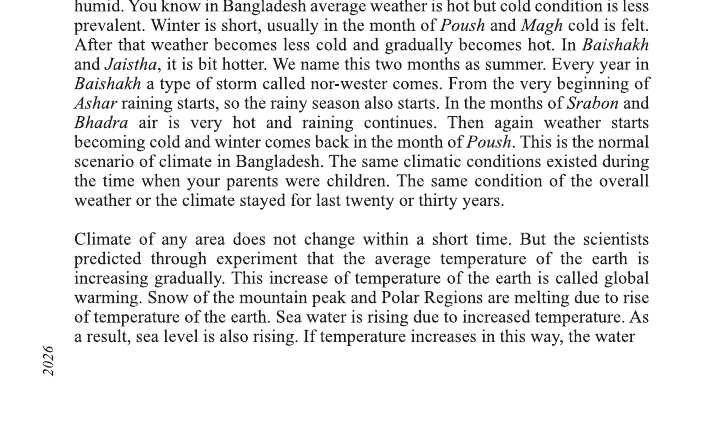 humid. You know in Bangladesh average weather is hot but cold condition is less
prevalent. Winter is short, usually in the month of Poush and Magh cold is felt.
After that weather becomes less cold and gradually becomes hot. In Baishakh
and Jaistha, it is bit hotter. We name this two months as summer. Every year in
Baishakh a type of storm called nor-wester comes. From the very beginning of
Ashar raining starts, so the rainy season also starts. In the months of Srabon and
Bhadra air is very hot and raining continues. Then again weather starts
becoming cold and winter comes back in the month of Poush. This is the normal
scenario of climate in Bangladesh. The same climatic conditions existed during
the time when your parents were children. The same condition of the overall
weather or the climate stayed for last twenty or thirty years.
Climate of any area does not change within a short time. But the scientists
predicted through experiment that the average temperature of the earth is
increasing gradually. This increase of temperature of the earth is called global
warming. Snow of the mountain peak and Polar Regions are melting due to rise
of temperature of the earth. Sea water is rising due to increased temperature. As
a result, sea level is also rising. If temperature increases in this way, the water
2026